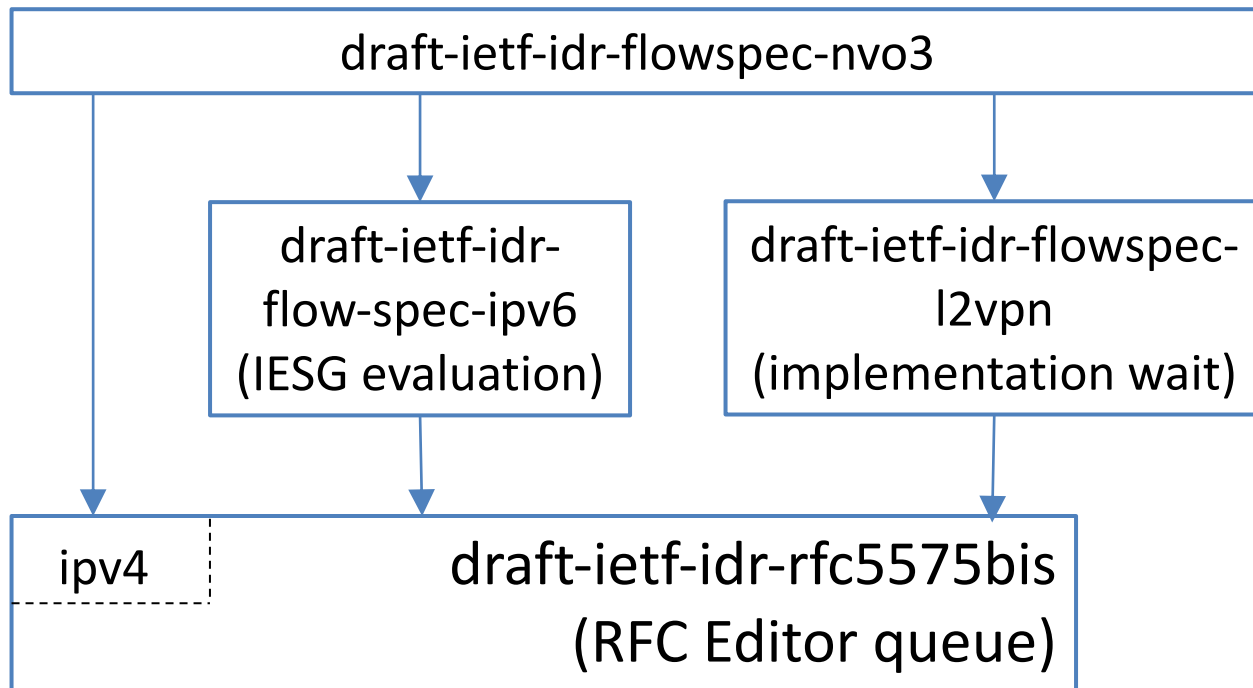 draft-ietf-idr-flowspec-nvo3
draft-ietf-idr-
flow-spec-ipv6
(IESG evaluation)
draft-ietf-idr-flowspec-
l2vpn
(implementation wait)
ipv4
draft-ietf-idr-rfc5575bis
(RFC Editor queue)